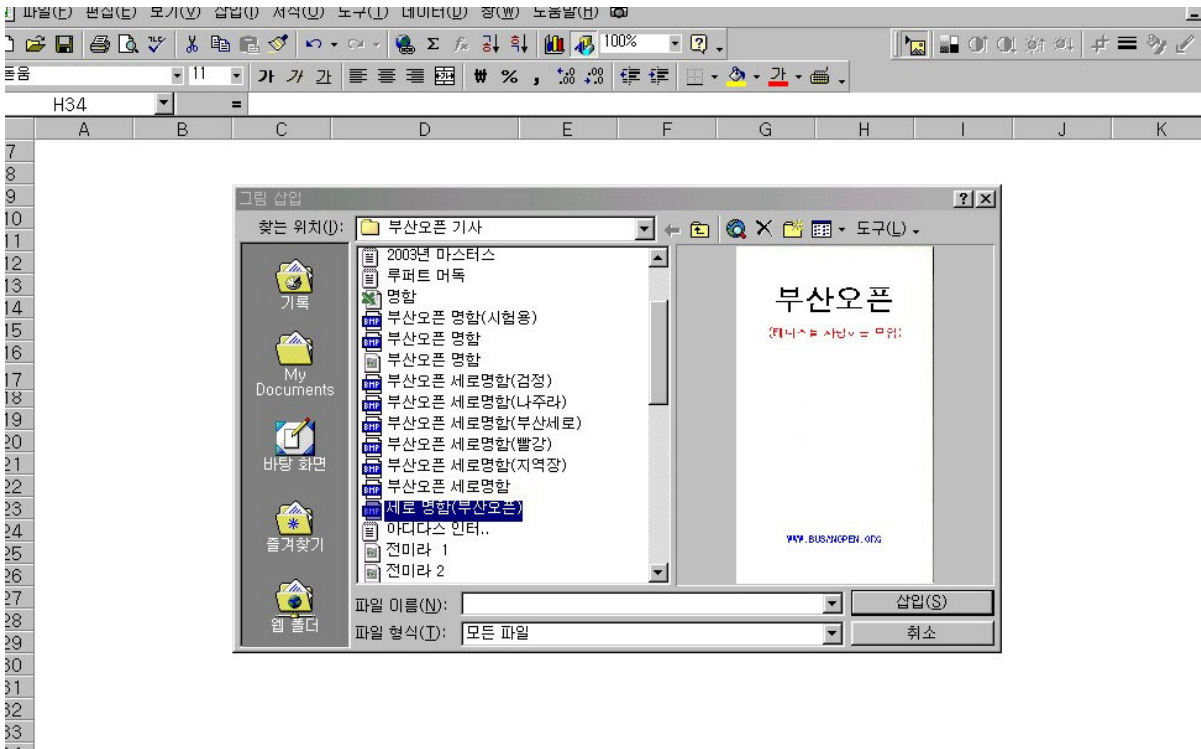 파일(F) 편집(E) 보기(V) 삽입(I) 서식(O) 도구(T) 데이터(D) 창(W) 도움말(H)
100%
돋움 11 가 가 가 % ,
H34 =
A B C D E F G H I J K
7
8
9
10
11
12
13
14
15
16
17
18
19
20
21
22
23
24
25
26
27
28
29
30
31
32
33
그림 삽입
찾는 위치(I): 부산오픈 기사 도구(L)
기록
My Documents
바탕 화면
즐겨찾기
웹 폴더
2003년 마스터스
루퍼트 머독
명함
부산오픈 명함(시험용)
부산오픈 명함
부산오픈 명함
부산오픈 세로명함(검정)
부산오픈 세로명함(나주라)
부산오픈 세로명함(부산세로)
부산오픈 세로명함(빨강)
부산오픈 세로명함(지역장)
부산오픈 세로명함
세로 명함(부산오픈)
아디다스 인터..
전미라 1
전미라 2
부산오픈
WWW.BUSANOPEN.ORG
파일 이름(N):
삽입(S)
파일 형식(T): 모든 파일
취소